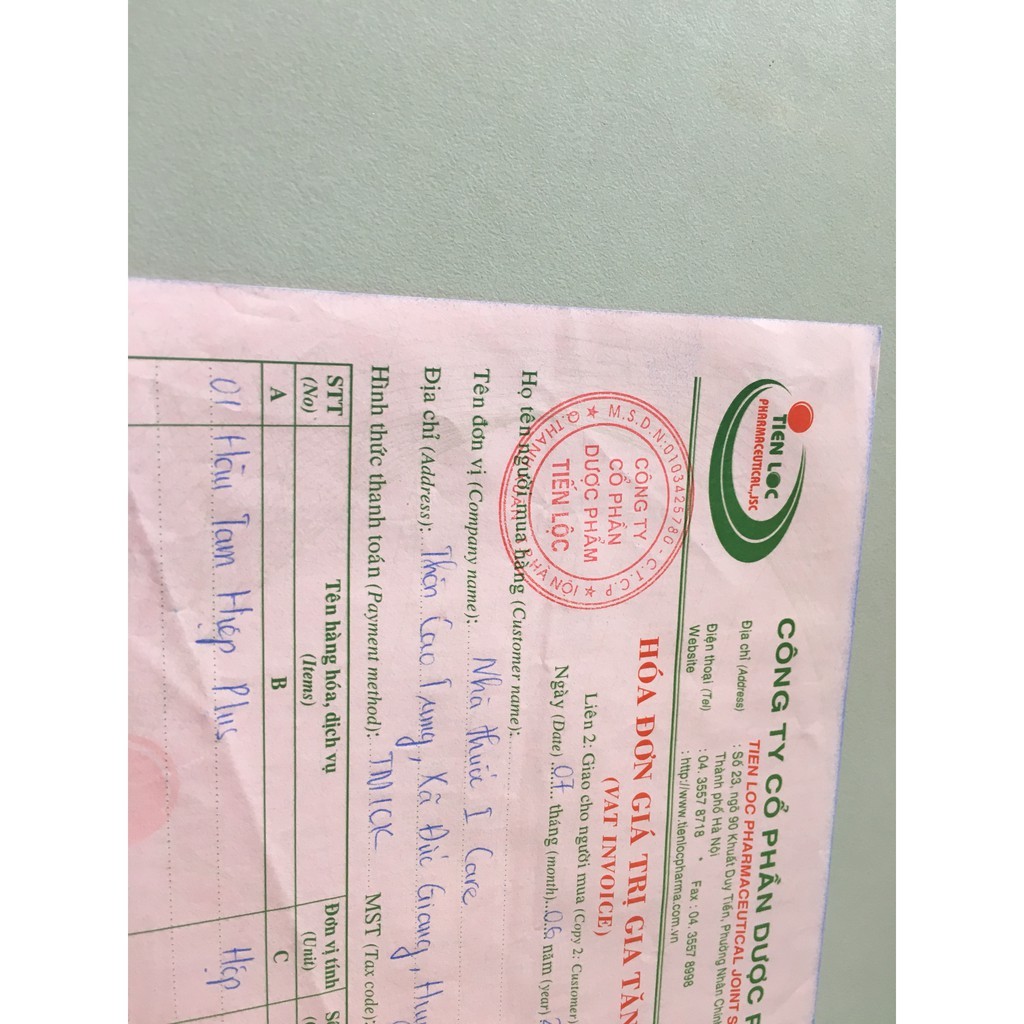 TIEN LOC
PHARMACEUTICAL.,JSC
CÔNG TY CỔ PHẦN DƯỢC
TIEN LOC PHARMACEUTICAL JOINT
Địa chỉ (Address) : Số 23, ngõ 90 Khuất Duy Tiến, Phường Nhân Chính
Thành phố Hà Nội
Điện thoại (Tel) : 04. 3557 8718 * Fax : 04. 3557 8998
Website : http://www.tienlocpharma.com.vn
HÓA ĐƠN GIÁ TRỊ GIA TĂN
(VAT INVOICE)
Liên 2: Giao cho người mua (Copy 2: Customer)
Ngày (Date) 07 tháng (month) 06 năm (year)
M.S.D.N:0103425780 - C.T.C.P
CÔNG TY
CỔ PHẦN
DƯỢC PHẨM
TIẾN LỘC
HÀ NỘI
Họ tên người mua hàng (Customer name):
Tên đơn vị (Company name): Nhà thuốc I Care
Địa chỉ (Address): Thôn Cao Trung, Xã Đức Giang,
Hình thức thanh toán (Payment method): TM/CK MST (Tax code):
STT (No) Tên hàng hóa, dịch vụ (Items) Đơn vị tính (Unit)
A B C
01 Hầu Tam Hiệp Plus Hộp